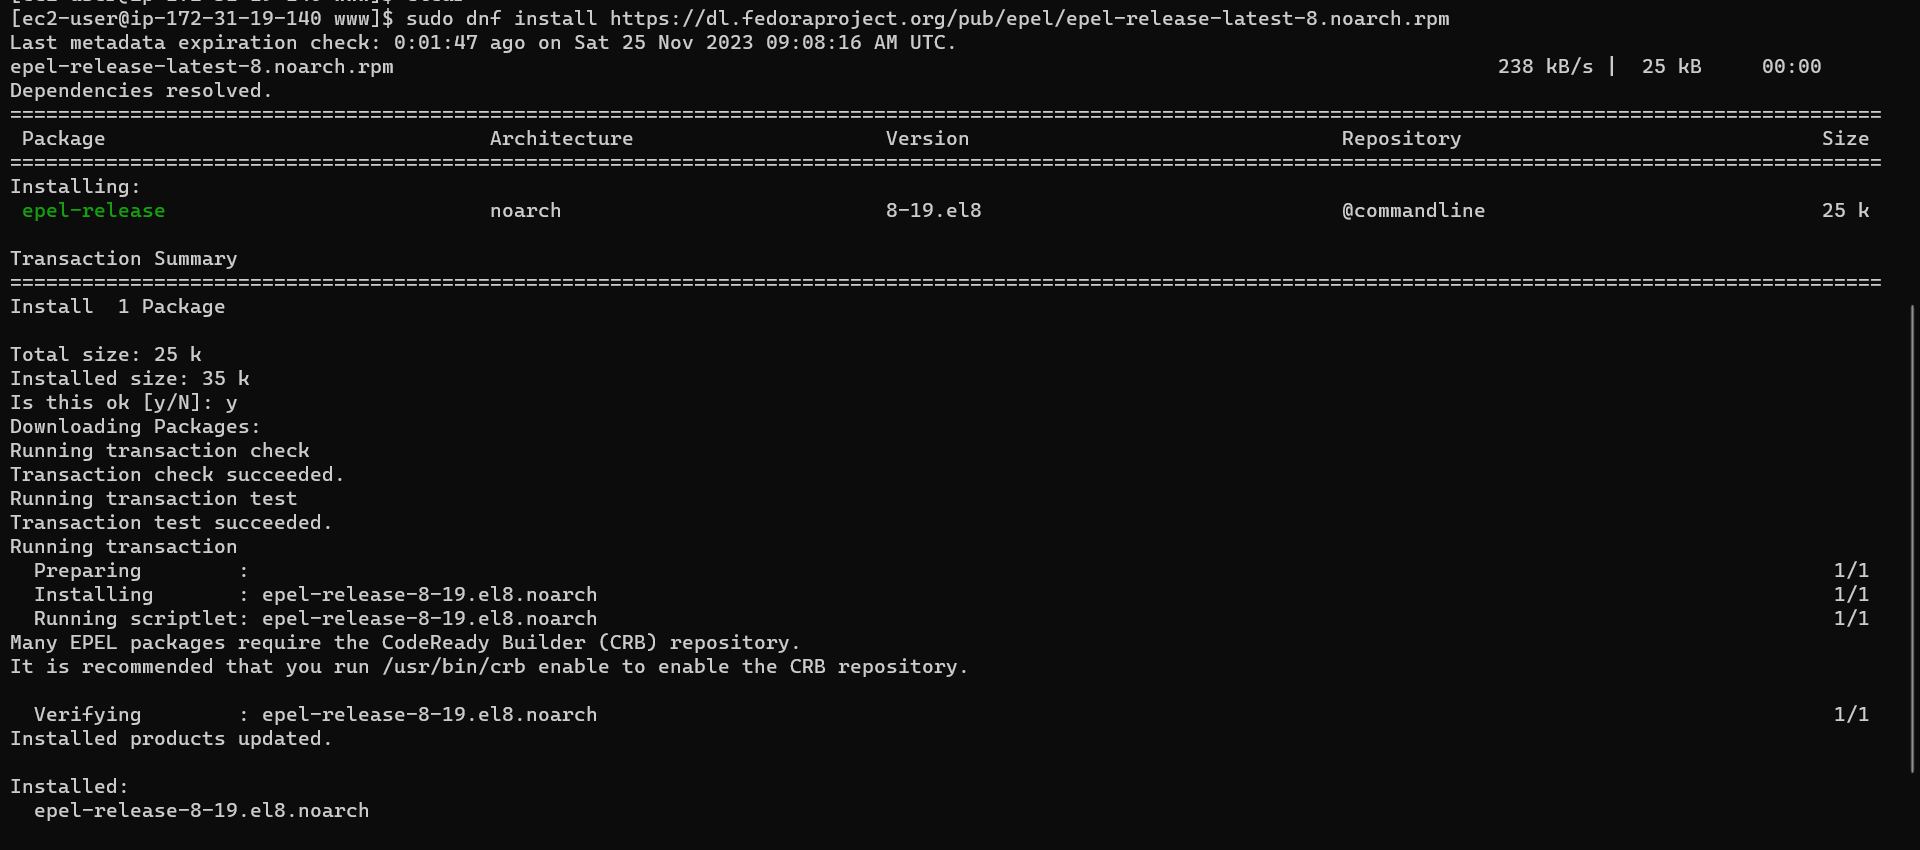 [ec2-user@ip-172-31-19-140 www]$ sudo dnf install https://dl.fedoraproject.org/pub/epel/epel-release-latest-8.noarch.rpm
Last metadata expiration check: 0:01:47 ago on Sat 25 Nov 2023 09:08:16 AM UTC.
epel-release-latest-8.noarch.rpm 238 kB/s | 25 kB 00:00
Dependencies resolved.
============================================================================================================================================================
Package Architecture Version Repository Size
============================================================================================================================================================
Installing:
epel-release noarch 8-19.el8 @commandline 25 k
Transaction Summary
============================================================================================================================================================
Install 1 Package
Total size: 25 k
Installed size: 35 k
Is this ok [y/N]: y
Downloading Packages:
Running transaction check
Transaction check succeeded.
Running transaction test
Transaction test succeeded.
Running transaction
Preparing : 1/1
Installing : epel-release-8-19.el8.noarch 1/1
Running scriptlet: epel-release-8-19.el8.noarch 1/1
Many EPEL packages require the CodeReady Builder (CRB) repository.
It is recommended that you run /usr/bin/crb enable to enable the CRB repository.
Verifying : epel-release-8-19.el8.noarch 1/1
Installed products updated.
Installed:
epel-release-8-19.el8.noarch